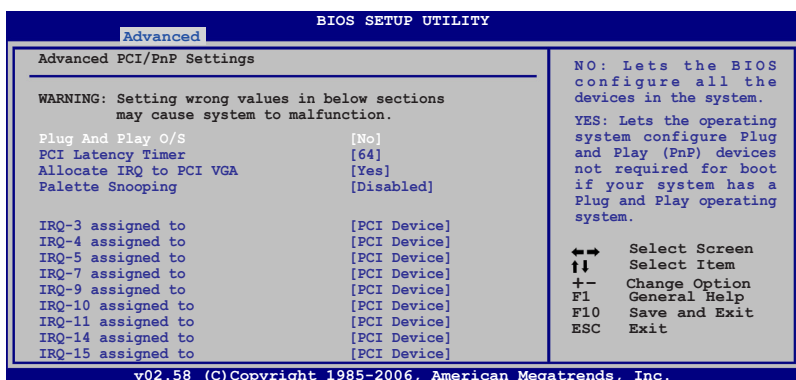 BIOS SETUP UTILITY
Advanced
Advanced PCI/PnP Settings
WARNING: Setting wrong values in below sections
may cause system to malfunction.
Plug And Play O/S [No]
PCI Latency Timer [64]
Allocate IRQ to PCI VGA [Yes]
Palette Snooping [Disabled]
IRQ-3 assigned to [PCI Device]
IRQ-4 assigned to [PCI Device]
IRQ-5 assigned to [PCI Device]
IRQ-7 assigned to [PCI Device]
IRQ-9 assigned to [PCI Device]
IRQ-10 assigned to [PCI Device]
IRQ-11 assigned to [PCI Device]
IRQ-14 assigned to [PCI Device]
IRQ-15 assigned to [PCI Device]
NO: Lets the BIOS
configure all the
devices in the system.
YES: Lets the operating
system configure Plug
and Play (PnP) devices
not required for boot
if your system has a
Plug and Play operating
system.
←→ Select Screen
↑↓ Select Item
+- Change Option
F1 General Help
F10 Save and Exit
ESC Exit
v02.58 (C)Copyright 1985-2006, American Megatrends, Inc.